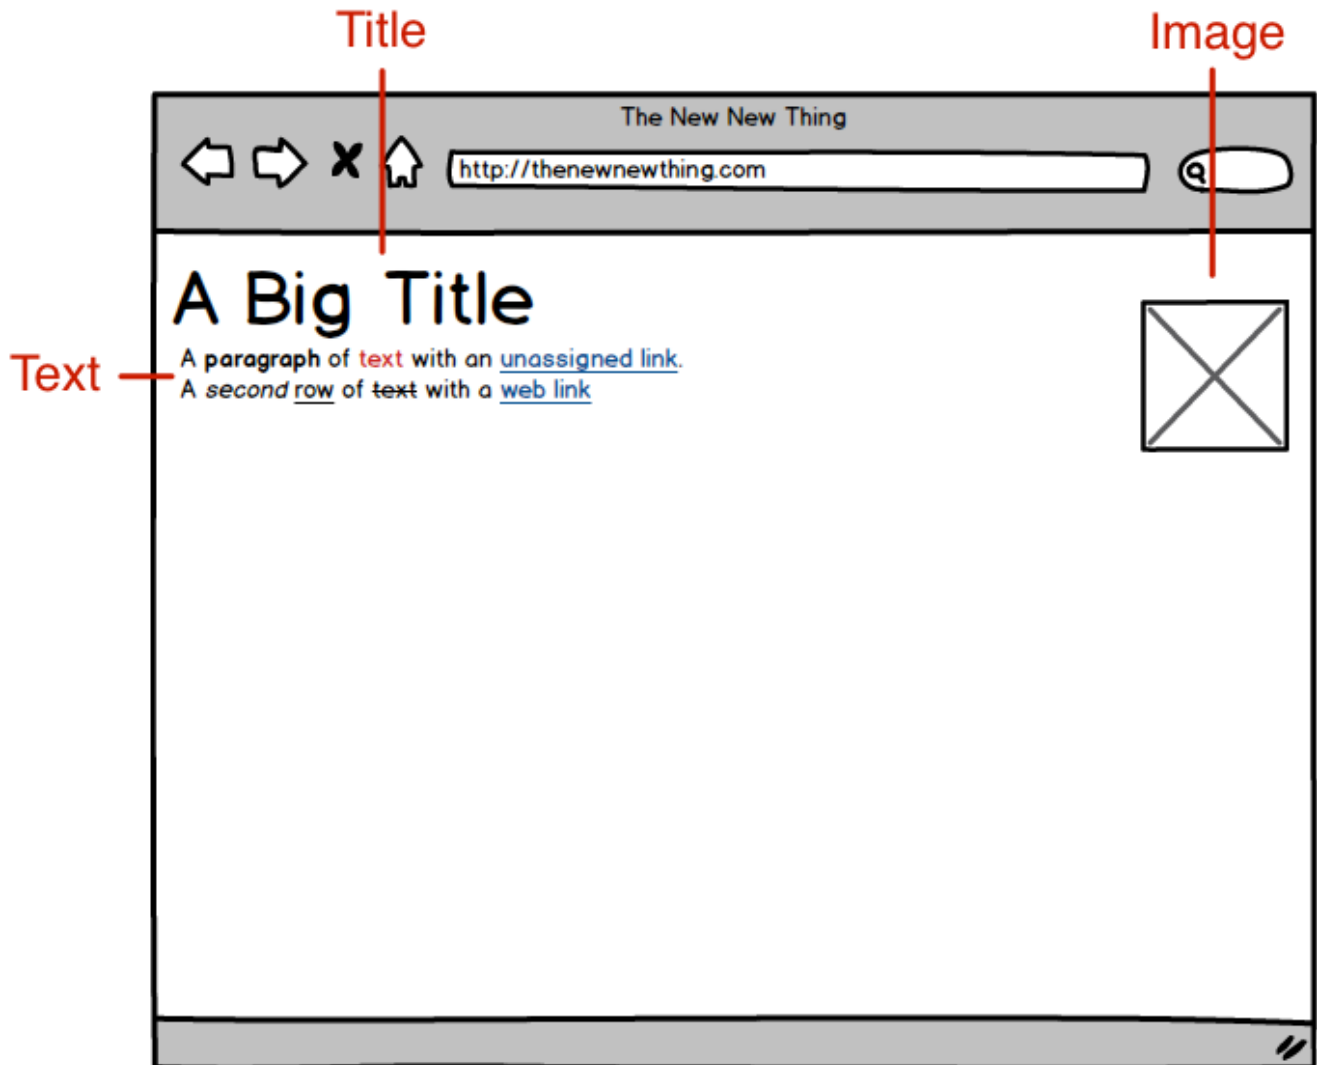 Title
Image
The New New Thing
http://thenewnewthing.com
A Big Title
Text
A paragraph of text with an unassigned link.
A second row of text with a web link